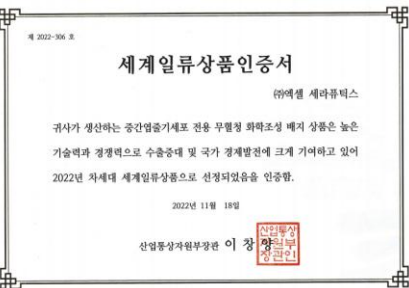 제 2022-306 호
세계일류상품인증서
㈜엑셀 세라퓨틱스
귀사가 생산하는 중간엽줄기세포 전용 무혈청 화학조성 배지 상품은 높은
기술력과 경쟁력으로 수출증대 및 국가 경제발전에 크게 기여하고 있어
2022년 차세대 세계일류상품으로 선정되었음을 인증함.
2022년 11월 18일
산업통상자원부장관 이 창 양
산업통상
자원부
장관인